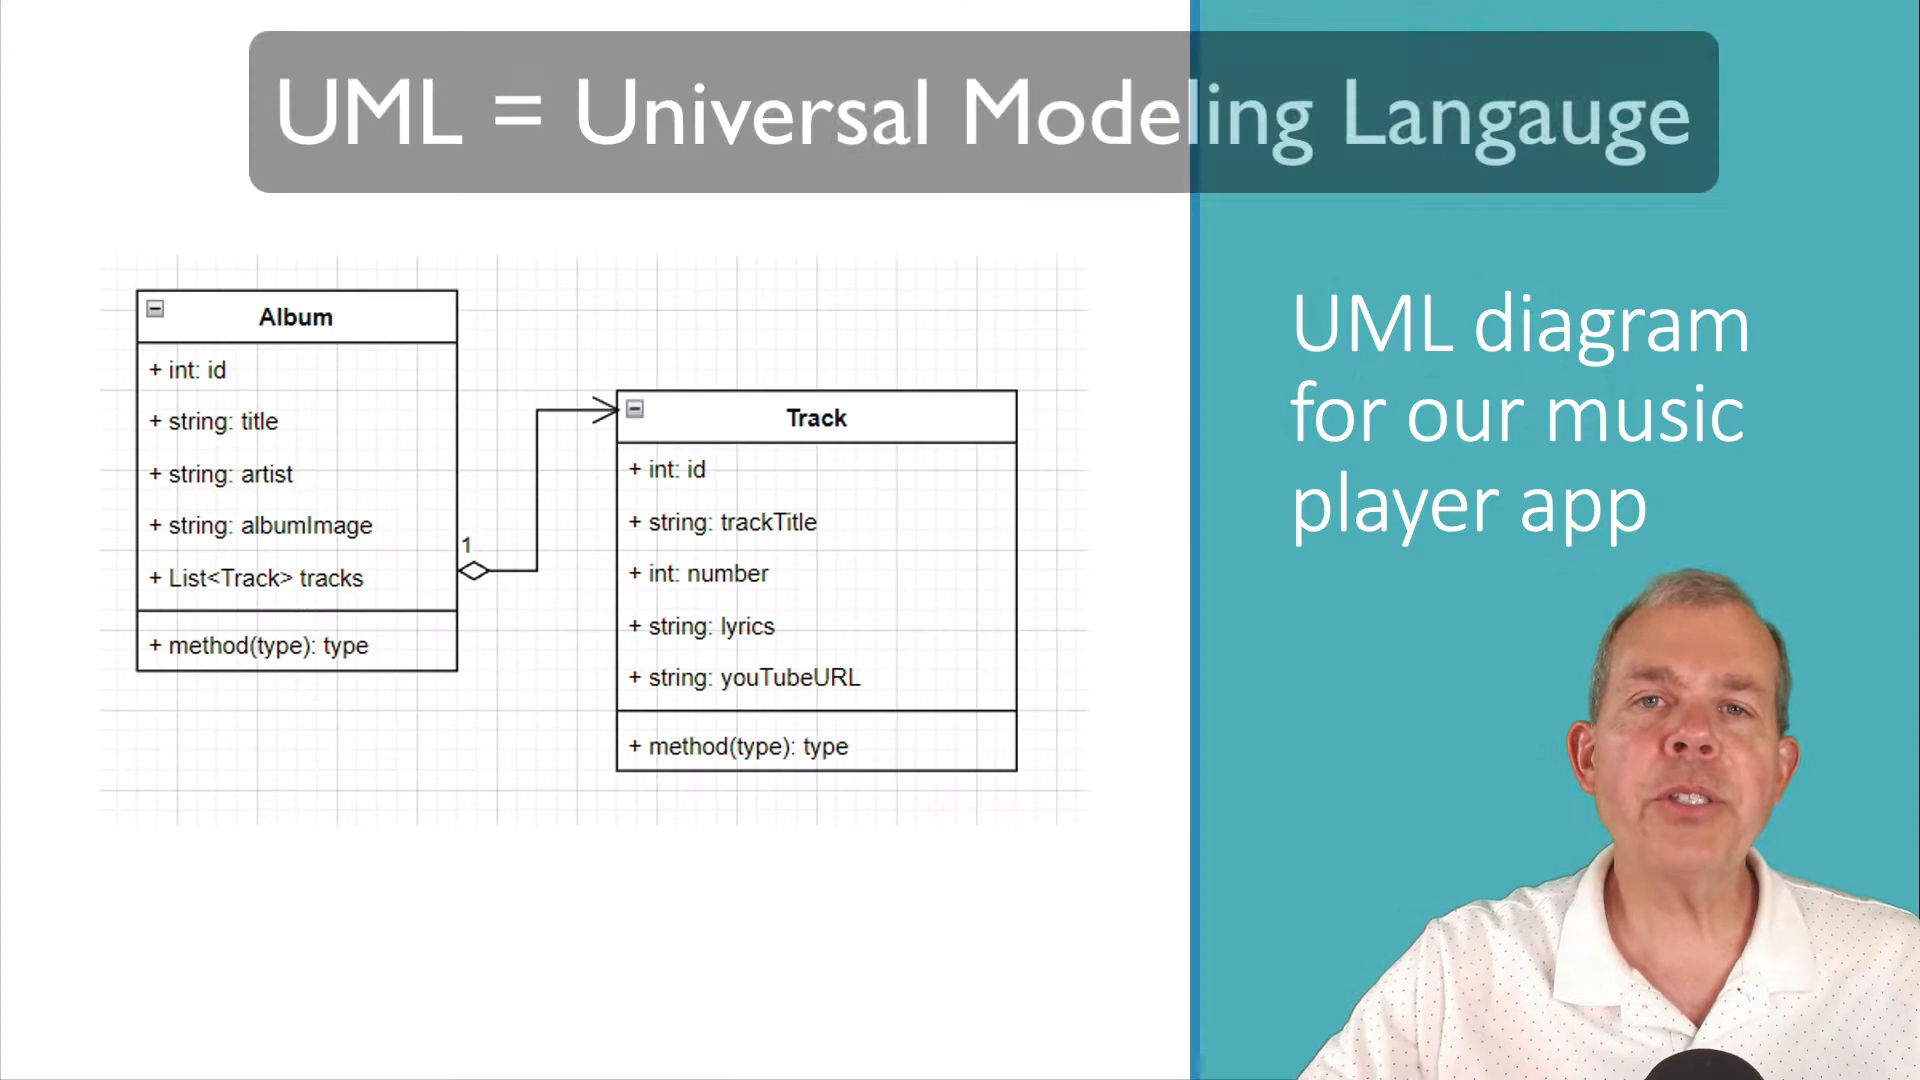 UML = Universal Modeling Langauge
Album
+ int: id
+ string: title
+ string: artist
+ string: albumImage
+ List<Track> tracks
+ method(type): type
1
Track
+ int: id
+ string: trackTitle
+ int: number
+ string: lyrics
+ string: youTubeURL
+ method(type): type
UML diagram
for our music
player app